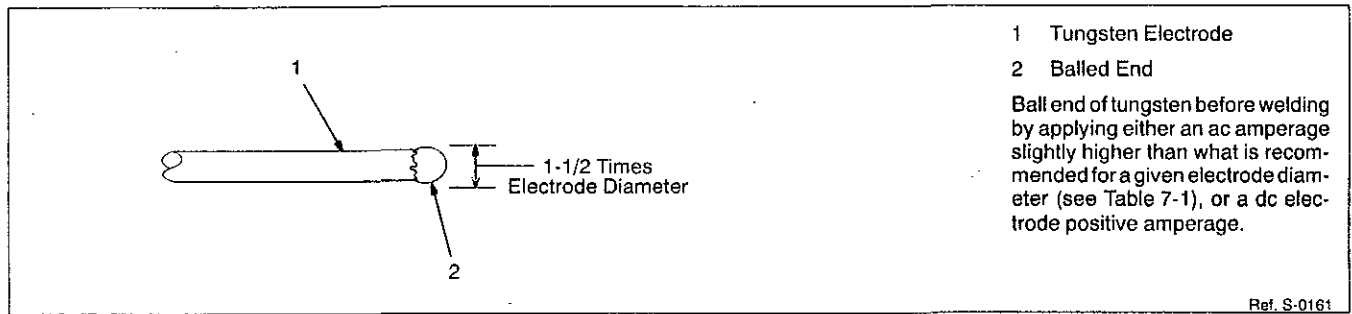 1
1-1/2 Times
Electrode Diameter
2
1 Tungsten Electrode
2 Balled End
Ball end of tungsten before welding
by applying either an ac amperage
slightly higher than what is recom-
mended for a given electrode diam-
eter (see Table 7-1), or a dc elec-
trode positive amperage.
Ref. S-0161